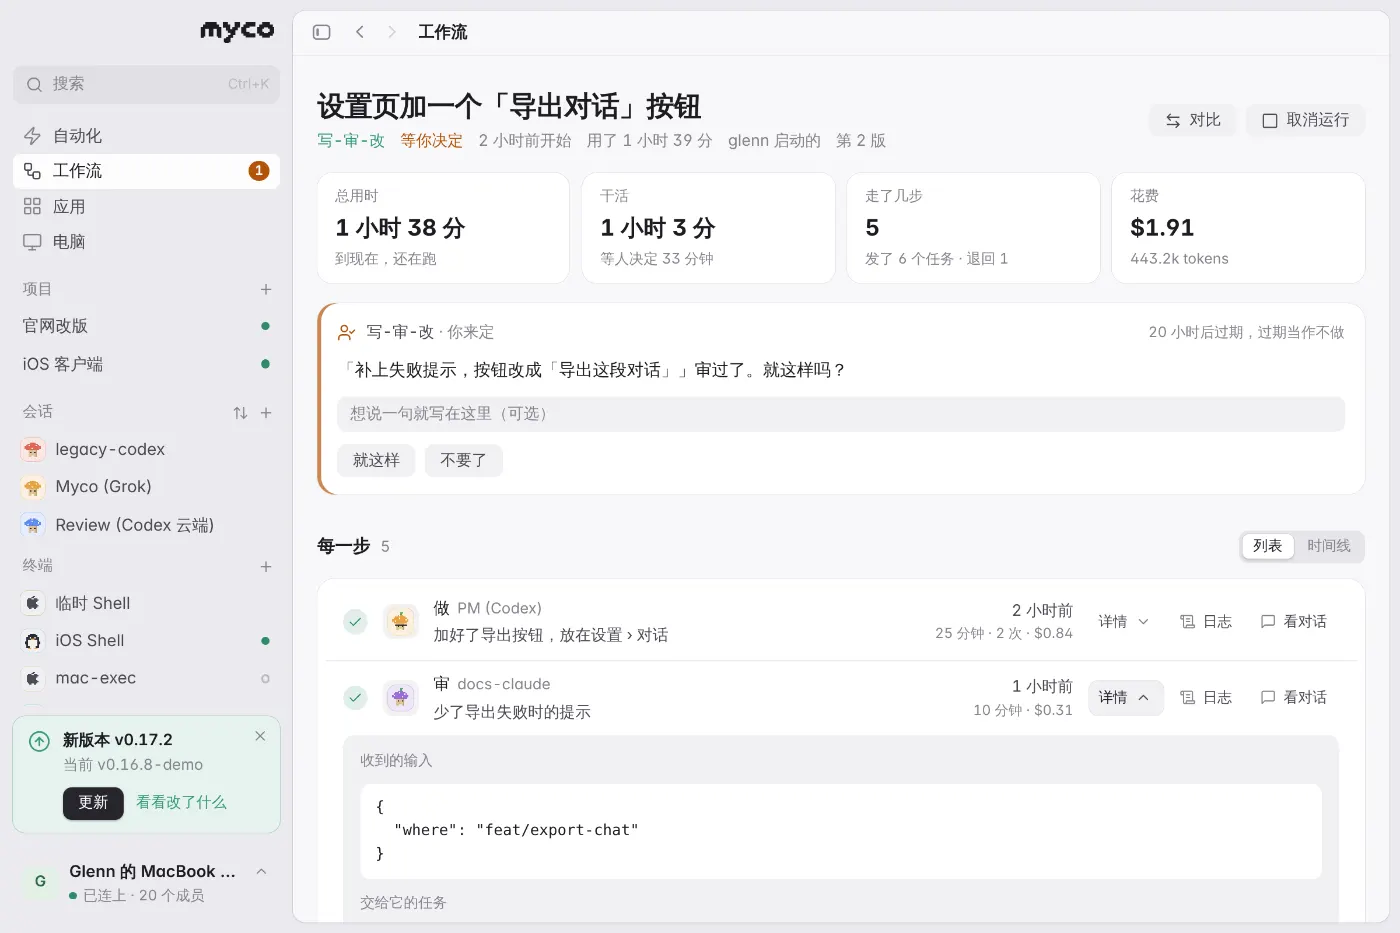 myco
搜索 Ctrl+K
自动化
工作流 1
应用
电脑
项目
官网改版
iOS 客户端
会话
legacy-codex
Myco (Grok)
Review (Codex 云端)
终端
临时 Shell
iOS Shell
mac-exec
新版本 v0.17.2
当前 v0.16.8-demo
更新 看看改了什么
G
Glenn 的 MacBook ...
已连上 · 20 个成员
工作流
设置页加一个「导出对话」按钮
写-审-改 等你决定 2 小时前开始 用了 1 小时 39 分 glenn 启动的 第 2 版
对比 取消运行
总用时
1 小时 38 分
到现在，还在跑
干活
1 小时 3 分
等人决定 33 分钟
走了几步
5
发了 6 个任务 · 退回 1
花费
$1.91
443.2k tokens
写-审-改 · 你来定 20 小时后过期，过期当作不做
「补上失败提示，按钮改成「导出这段对话」」审过了。就这样吗？
想说一句就写在这里（可选）
就这样 不要了
每一步 5 列表 时间线
做 PM (Codex)
加好了导出按钮，放在设置 › 对话
2 小时前
25 分钟 · 2 次 · $0.84
详情 日志 看对话
审 docs-claude
少了导出失败时的提示
1 小时前
10 分钟 · $0.31
详情 日志 看对话
收到的输入
{
"where": "feat/export-chat"
}
交给它的任务